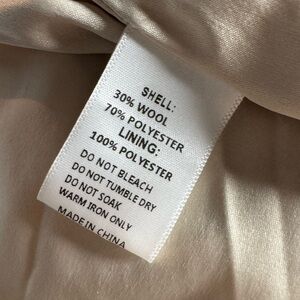 SHELL:
30% WOOL
70% POLYESTER
LINING:
100% POLYESTER
DO NOT BLEACH
DO NOT TUMBLE DRY
DO NOT SOAK
WARM IRON ONLY
MADE IN CHINA